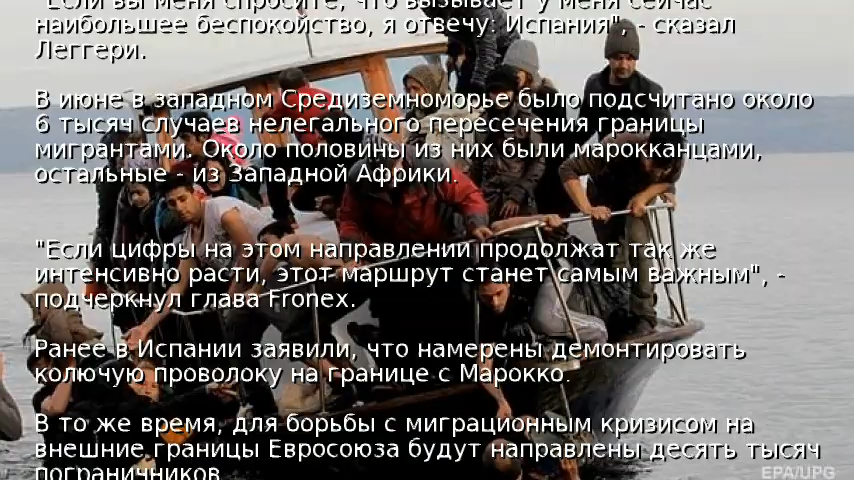 "Если вы меня спросите, что вызывает у меня сейчас
наибольшее беспокойство, я отвечу: Испания", - сказал
Леггери.
В июне в западном Средиземноморье было подсчитано около
6 тысяч случаев нелегального пересечения границы
мигрантами. Около половины из них были марокканцами,
остальные - из Западной Африки.
"Если цифры на этом направлении продолжат так же
интенсивно расти, этот маршрут станет самым важным", -
подчеркнул глава Fronex.
Ранее в Испании заявили, что намерены демонтировать
колючую проволоку на границе с Марокко.
В то же время, для борьбы с миграционным кризисом на
внешние границы Евросоюза будут направлены десять тысяч
пограничников
EPA/UPG